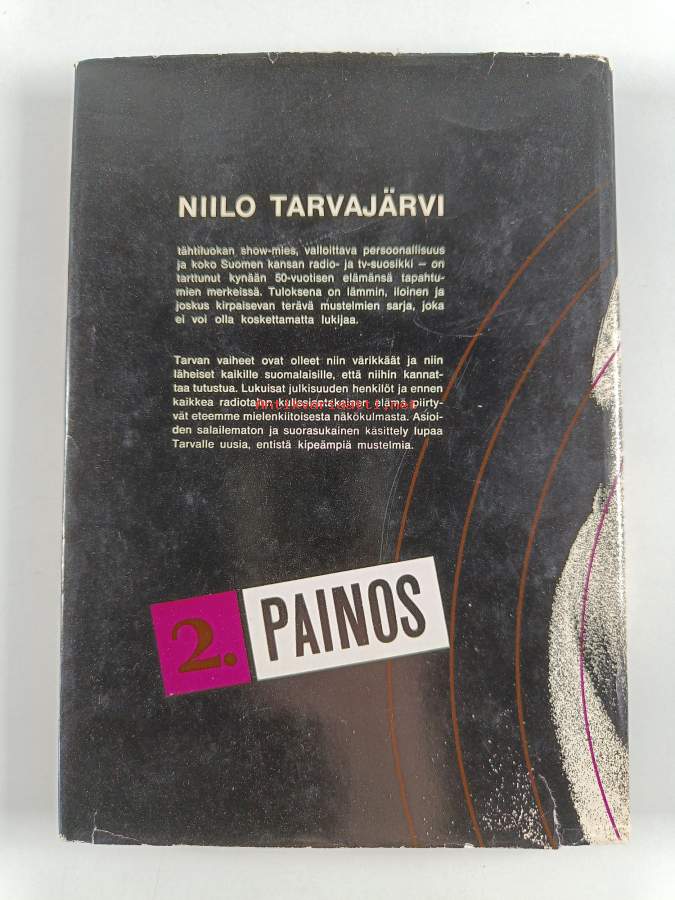 NIILO TARVAJÄRVI
tähtiluokan show-mies, valloittava persoonallisuus
ja koko Suomen kansan radio- ja tv-suosikki — on
tarttunut kynään 50-vuotisen elämänsä tapahtu-
mien merkeissä. Tuloksena on lämmin, iloinen ja
joskus kirpaisevan terävä mustelmien sarja, joka
ei voi olla koskettamatta lukijaa.
Tarvan vaiheet ovat olleet niin värikkäät ja niin
läheiset kaikille suomalaisille, että niihin kannat-
taa tutustua. Lukuisat julkisuuden henkilöt ja ennen
kaikkea radiotalon kulissientakainen elämä piirty-
vät eteemme mielenkiitoisesta näkökulmasta. Asioi-
den salailematon ja suorasukainen käsittely lupaa
Tarvalle uusia, entistä kipeämpiä mustelmia.
Antikvariaatti.net
2. PAINOS